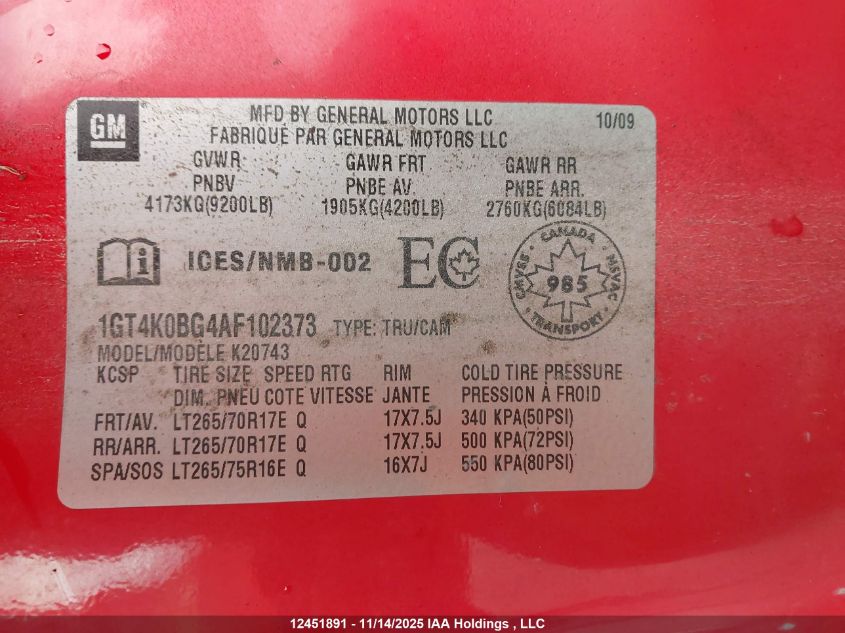 GM
MFD BY GENERAL MOTORS LLC 10/09
FABRIQUÉ PAR GENERAL MOTORS LLC
GVWR GAWR FRT GAWR RR
PNBV PNBE AV. PNBE ARR.
4173KG(9200LB) 1905KG(4200LB) 2760KG(6084LB)
i ICES/NMB-002 EC
CANADA
CMVSS 985 NSVAC
TRANSPORT
1GT4K0BG4AF102373 TYPE: TRU/CAM
MODEL/MODÈLE K20743
KCSP TIRE SIZE SPEED RTG RIM COLD TIRE PRESSURE
DIM. PNEU COTE VITESSE JANTE PRESSION À FROID
FRT/AV. LT265/70R17E Q 17X7.5J 340 KPA(50PSI)
RR/ARR. LT265/70R17E Q 17X7.5J 500 KPA(72PSI)
SPA/SOS LT265/75R16E Q 16X7J 550 KPA(80PSI)
12451891 - 11/14/2025 IAA Holdings , LLC